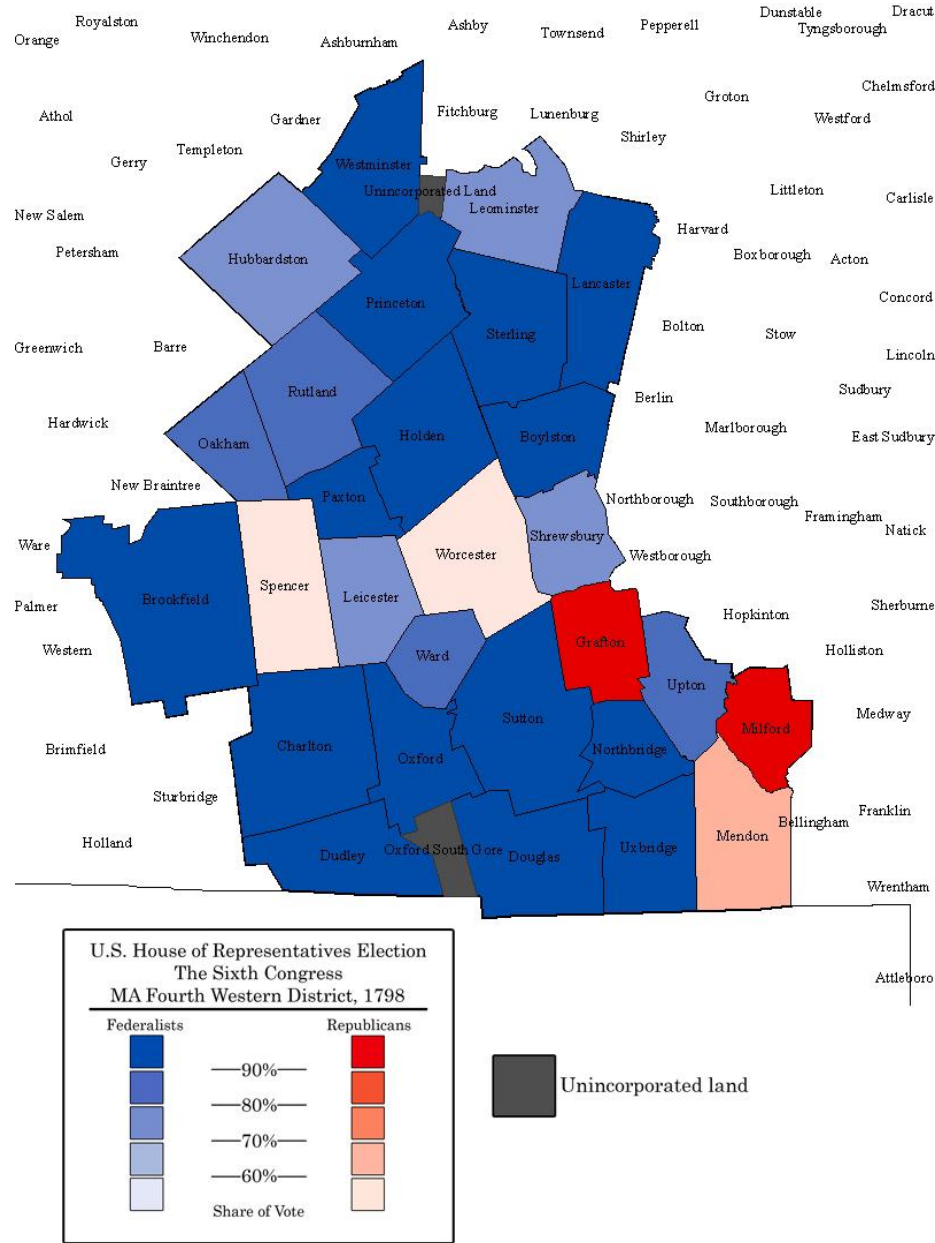 Dunstable
Dracut
Royalston
Ashby
Pepperell
Tyngsborough
Orange
Winchendon
Ashburnham
Townsend
Chelmsford
Groton
Athol
Gardner
Fitchburg
Lunenburg
Westford
Shirley
Templeton
Gerry
Westminster
Unincorporated Land
Littleton
Carlisle
New Salem
Leominster
Harvard
Petersham
Hubbardston
Boxborough
Acton
Lancaster
Concord
Princeton
Bolton
Stow
Sterling
Greenwich
Barre
Lincoln
Rutland
Sudbury
Berlin
Hardwick
Oakham
Holden
Boylston
Marlborough
East Sudbury
New Braintree
Paxton
Northborough
Southborough
Framingham
Natick
Ware
Shrewsbury
Worcester
Westborough
Spencer
Leicester
Brookfield
Palmer
Hopkinton
Sherburne
Western
Ward
Grafton
Holliston
Upton
Sutton
Milford
Medway
Brimfield
Charlton
Oxford
Northbridge
Sturbridge
Franklin
Bellingham
Holland
Dudley
Oxford South Gore
Douglas
Uxbridge
Mendon
Wrentham
Attleboro
U.S. House of Representatives Election
The Sixth Congress
MA Fourth Western District, 1798
Federalists
Republicans
90%
80%
70%
60%
Share of Vote
Unincorporated land